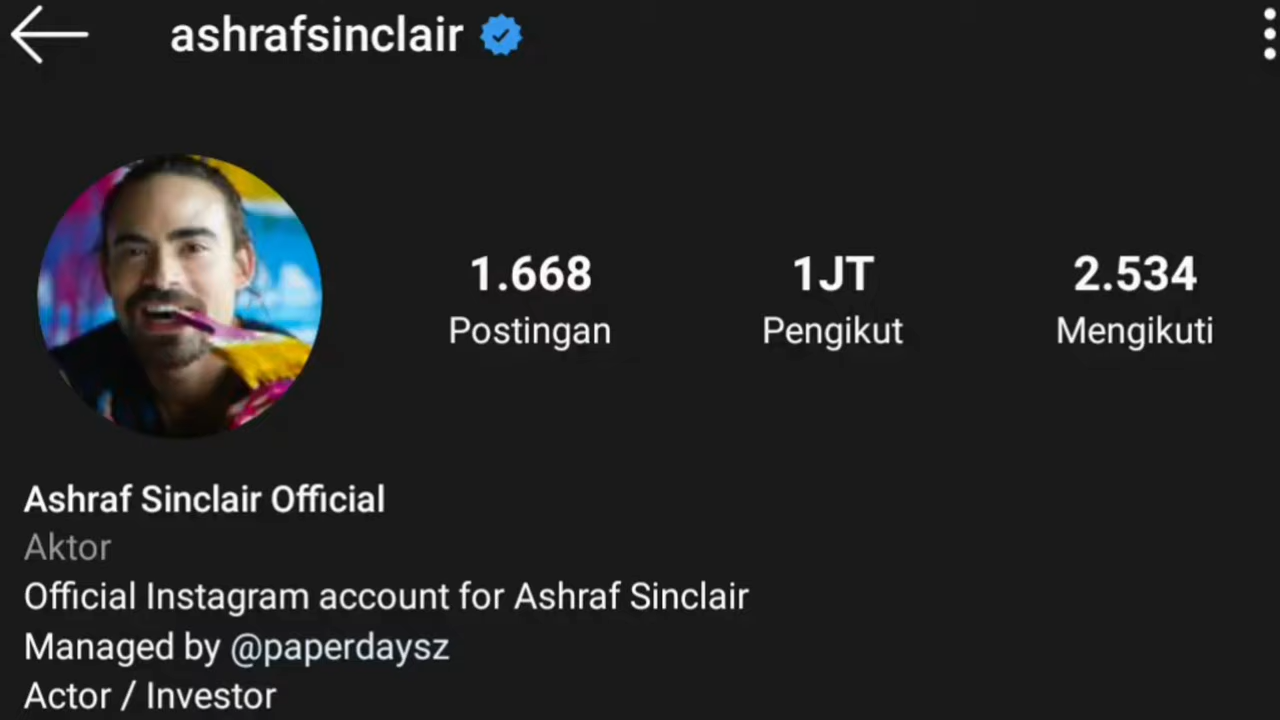 ashrafsinclair
1.668 1JT 2.534
Postingan Pengikut Mengikuti
Ashraf Sinclair Official
Aktor
Official Instagram account for Ashraf Sinclair
Managed by @paperdaysz
Actor / Investor